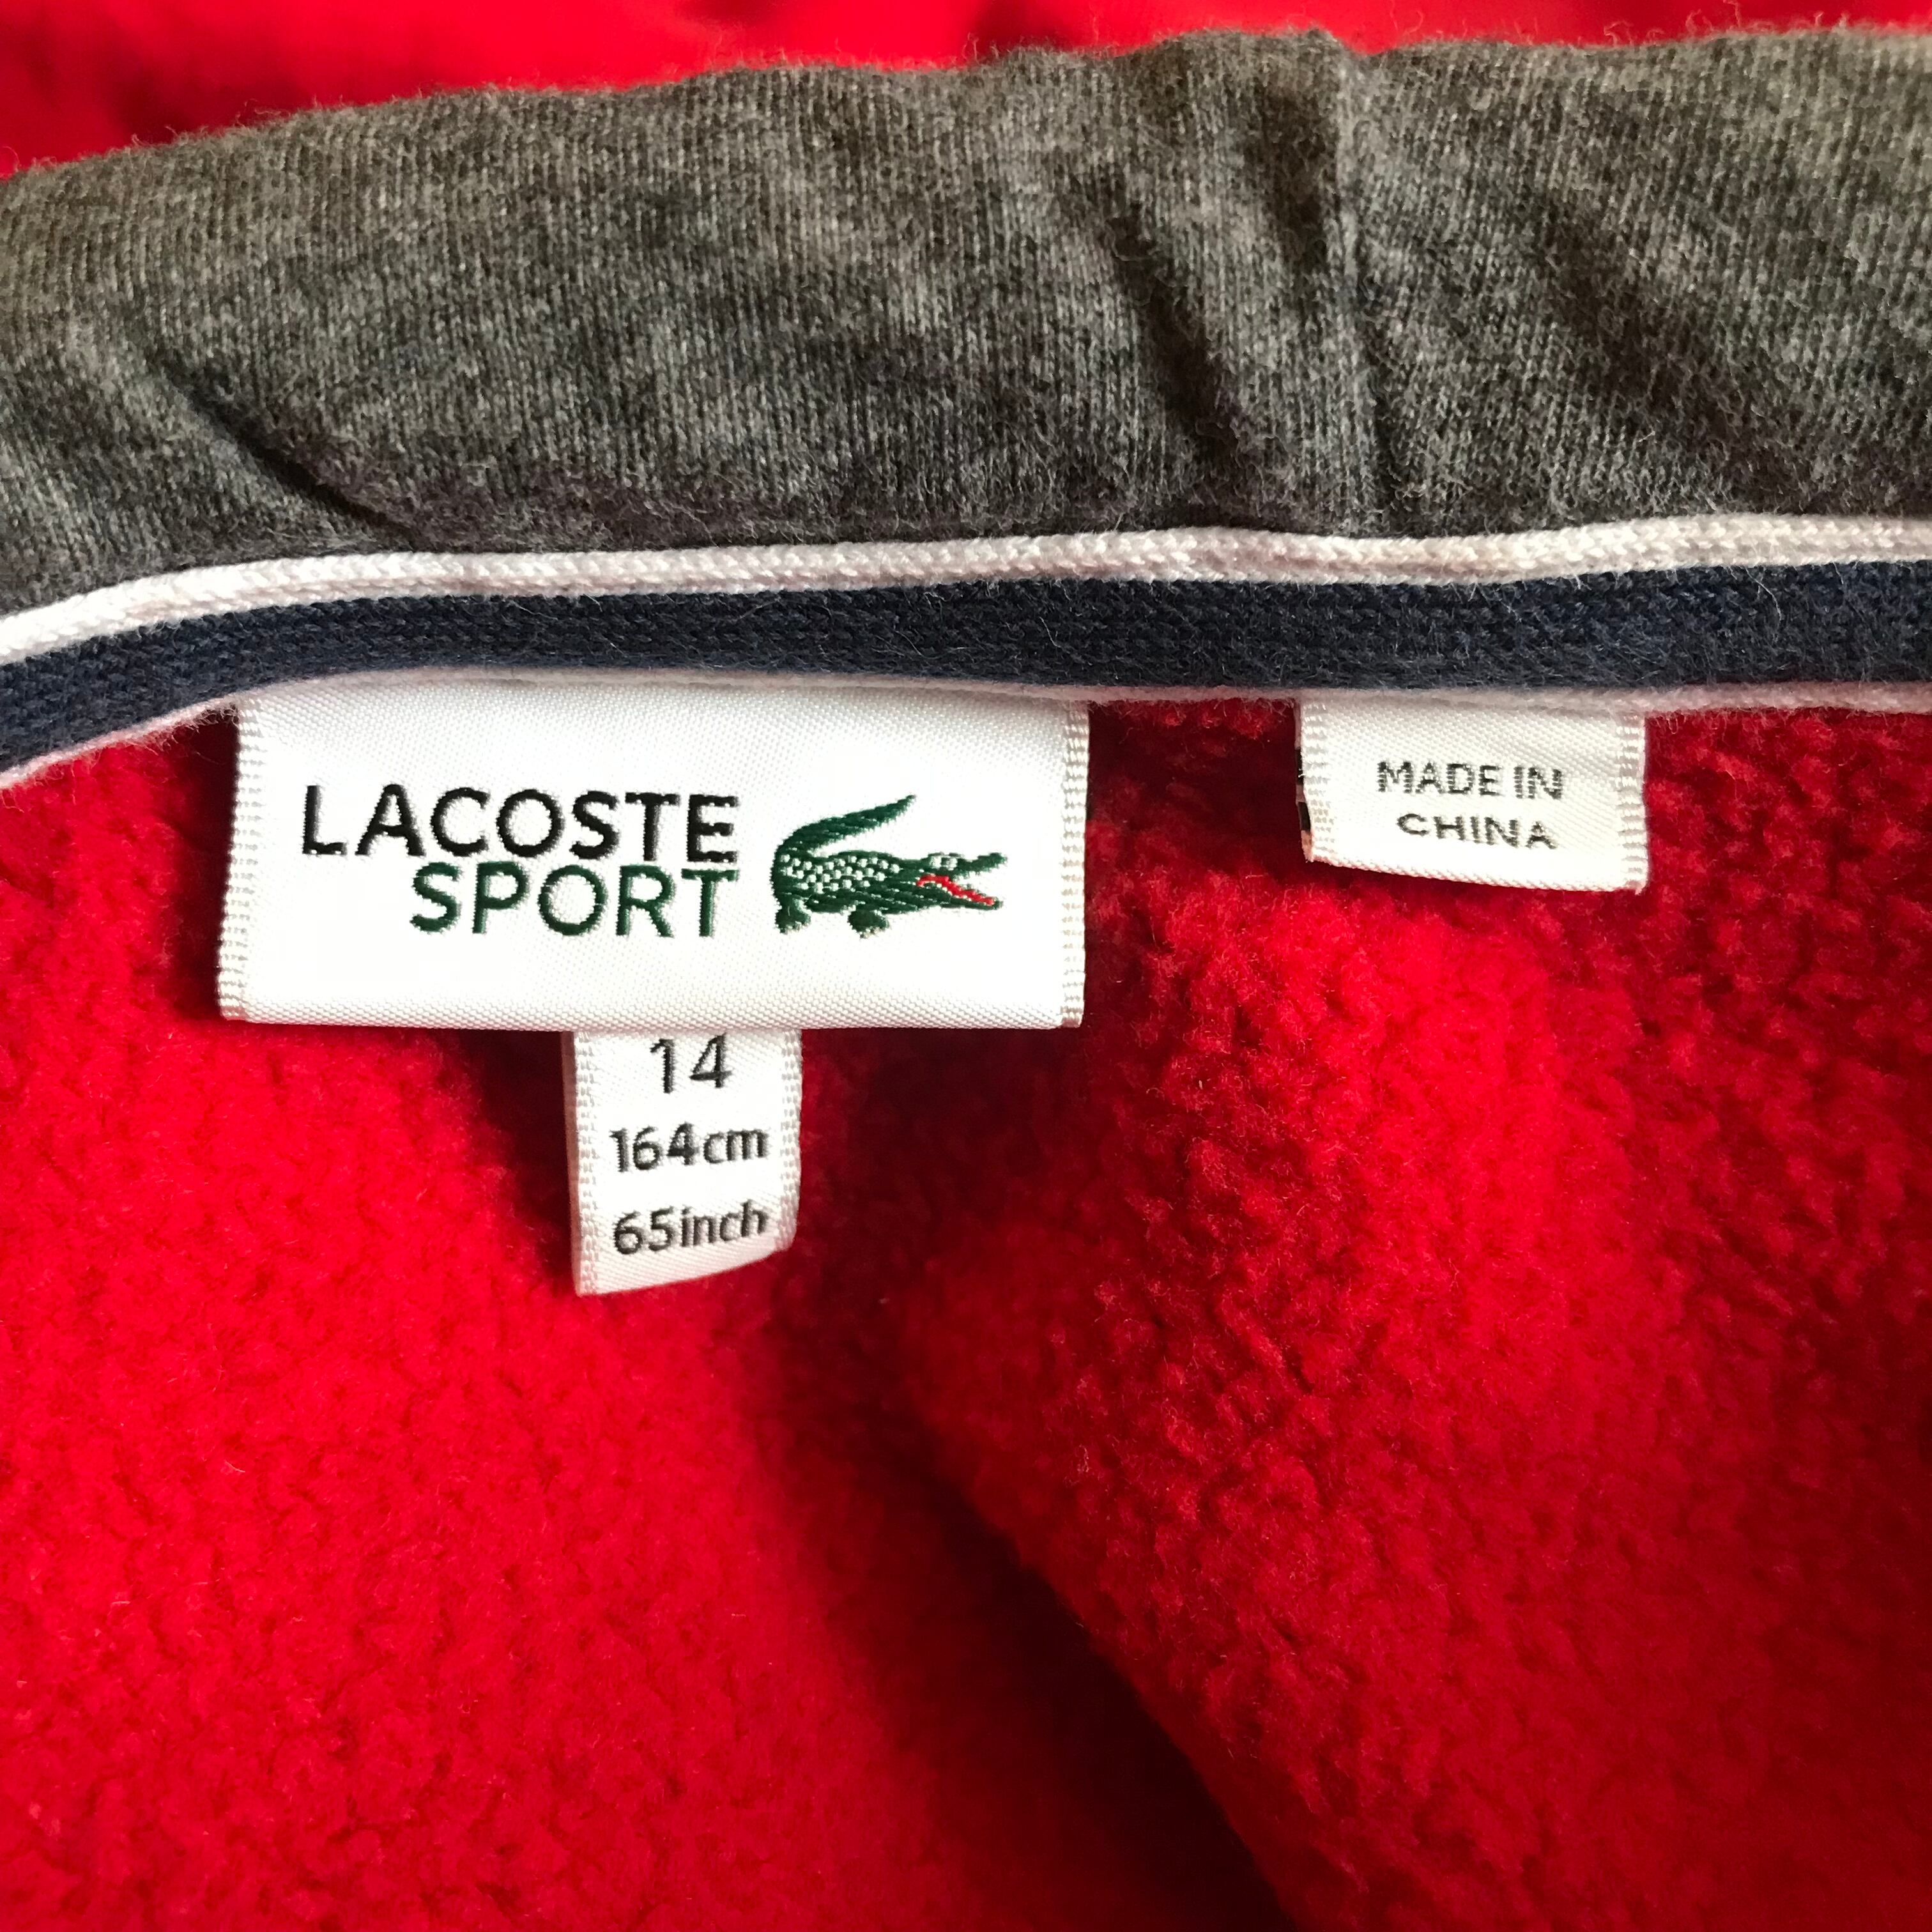 LACOSTE
SPORT
14
164cm
65inch
MADE IN
CHINA